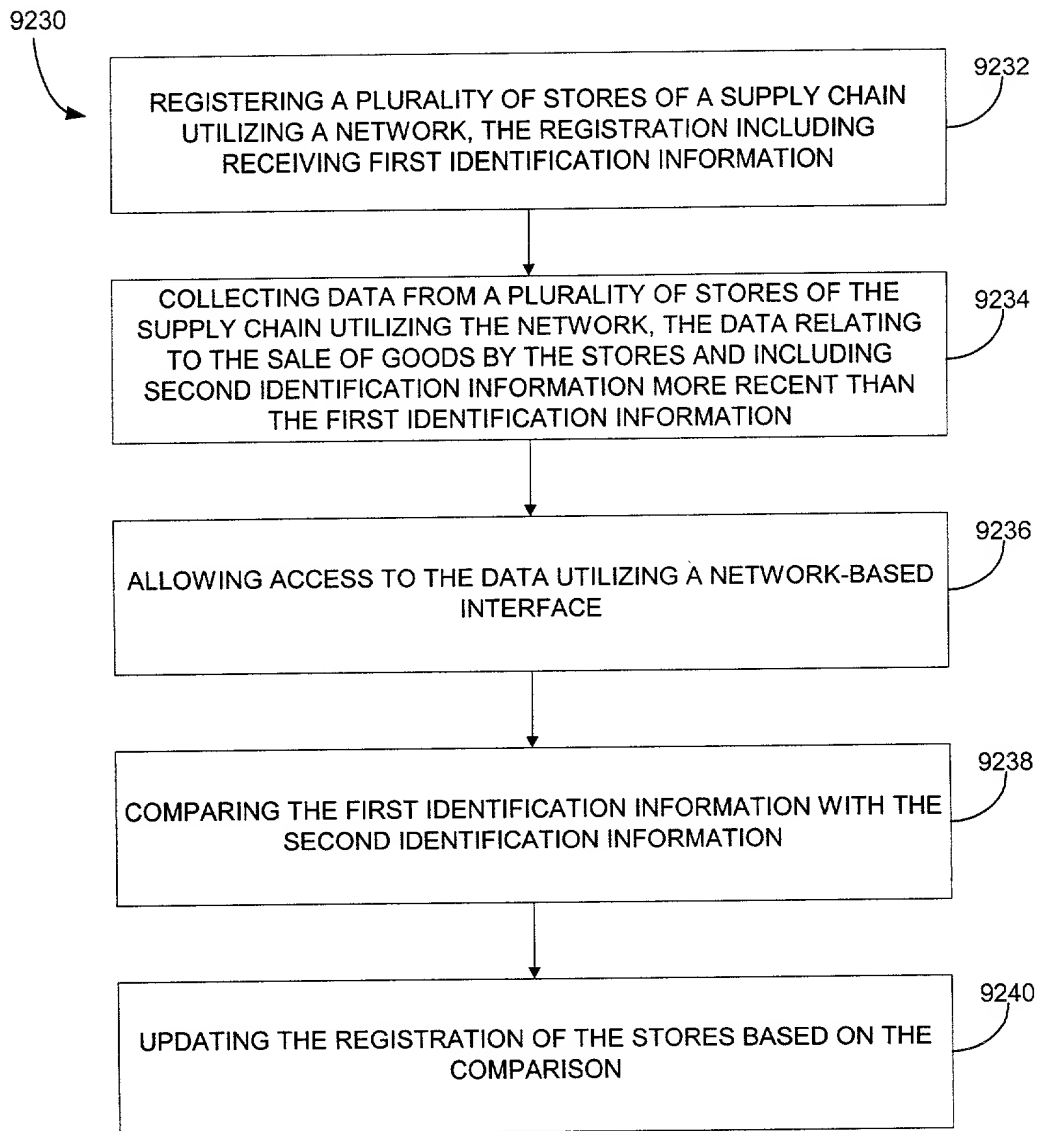 9230
9232
REGISTERING A PLURALITY OF STORES OF A SUPPLY CHAIN
UTILIZING A NETWORK, THE REGISTRATION INCLUDING
RECEIVING FIRST IDENTIFICATION INFORMATION
9234
COLLECTING DATA FROM A PLURALITY OF STORES OF THE
SUPPLY CHAIN UTILIZING THE NETWORK, THE DATA RELATING
TO THE SALE OF GOODS BY THE STORES AND INCLUDING
SECOND IDENTIFICATION INFORMATION MORE RECENT THAN
THE FIRST IDENTIFICATION INFORMATION
9236
ALLOWING ACCESS TO THE DATA UTILIZING A NETWORK-BASED
INTERFACE
9238
COMPARING THE FIRST IDENTIFICATION INFORMATION WITH THE
SECOND IDENTIFICATION INFORMATION
9240
UPDATING THE REGISTRATION OF THE STORES BASED ON THE
COMPARISON